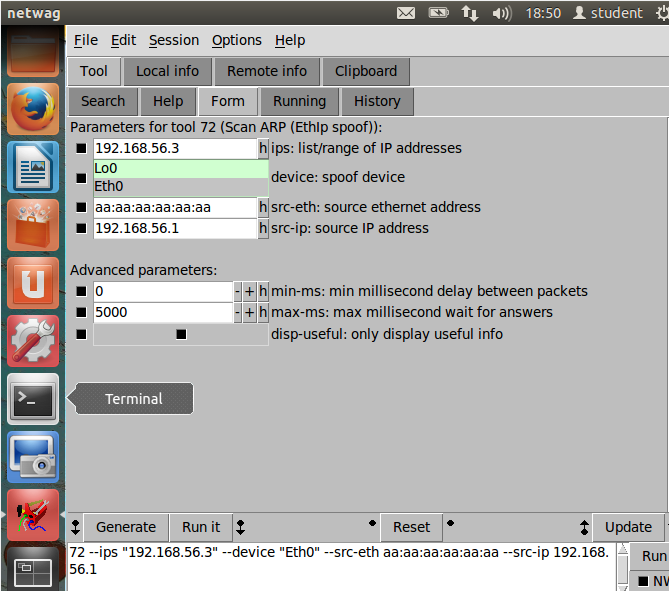 netwag 18:50 student
File Edit Session Options Help
Tool Local info Remote info Clipboard
Search Help Form Running History
Parameters for tool 72 (Scan ARP (EthIp spoof)):
192.168.56.3 h ips: list/range of IP addresses
Lo0
Eth0
device: spoof device
aa:aa:aa:aa:aa:aa h src-eth: source ethernet address
192.168.56.1 h src-ip: source IP address
Advanced parameters:
0 - + h min-ms: min millisecond delay between packets
5000 - + h max-ms: max millisecond wait for answers
disp-useful: only display useful info
>_ Terminal
Generate Run it Reset Update
72 --ips "192.168.56.3" --device "Eth0" --src-eth aa:aa:aa:aa:aa:aa --src-ip 192.168.
56.1
Run
NW